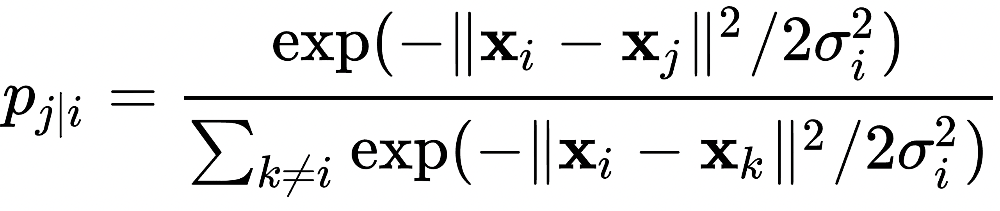 p_{j|i} = \frac{\exp(-\|\mathbf{x}_i - \mathbf{x}_j\|^2 / 2\sigma_i^2)}{\sum_{k \neq i} \exp(-\|\mathbf{x}_i - \mathbf{x}_k\|^2 / 2\sigma_i^2)}